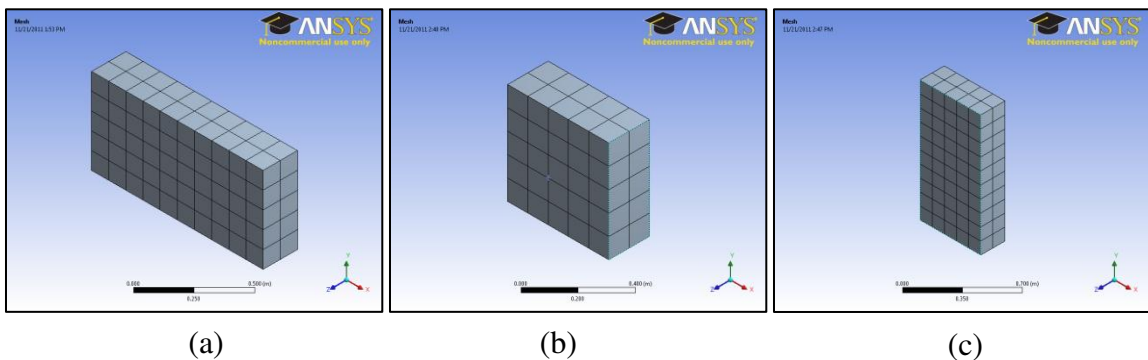 Mesh
11/21/2011 1:53 PM
ANSYS
Noncommercial use only
0.000
0.500 (m)
0.250
Y
Z
X
(a)
Mesh
11/21/2011 2:43 PM
ANSYS
Noncommercial use only
0.000
0.400 (m)
0.200
Y
Z
X
(b)
Mesh
11/21/2011 2:47 PM
ANSYS
Noncommercial use only
0.000
0.700 (m)
0.350
Y
Z
X
(c)